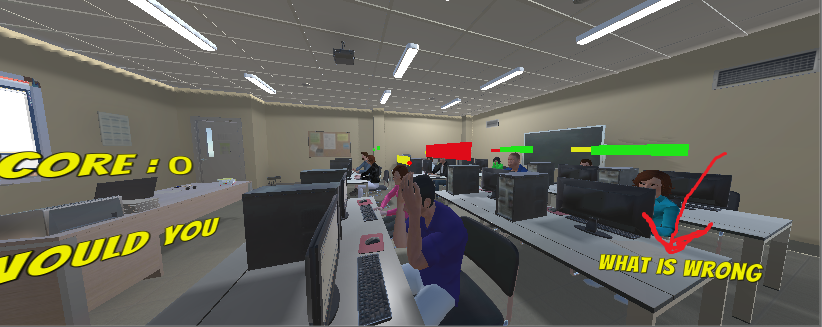 CORE : 0
WOULD YOU
WHAT IS WRONG